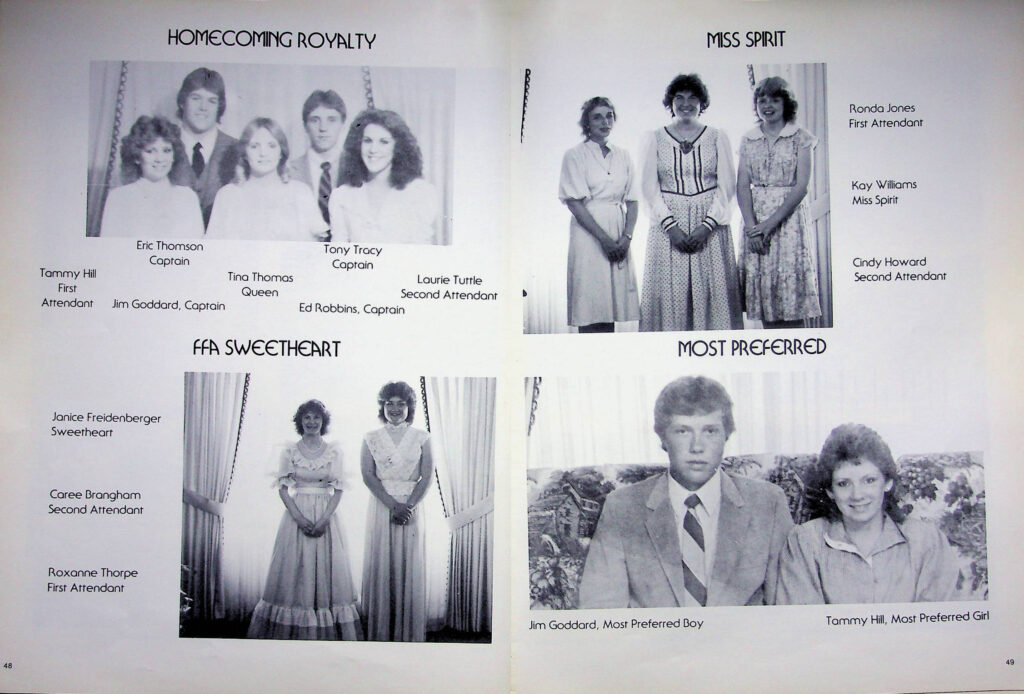 HOMECOMING ROYALTY
Eric Thomson
Captain
Tony Tracy
Captain
Tammy Hill
First
Attendant
Tina Thomas
Queen
Laurie Tuttle
Second Attendant
Jim Goddard, Captain
Ed Robbins, Captain
FFA SWEETHEART
Janice Freidenberger
Sweetheart
Caree Brangham
Second Attendant
Roxanne Thorpe
First Attendant
48
MISS SPIRIT
Ronda Jones
First Attendant
Kay Williams
Miss Spirit
Cindy Howard
Second Attendant
MOST PREFERRED
Jim Goddard, Most Preferred Boy
Tammy Hill, Most Preferred Girl
49